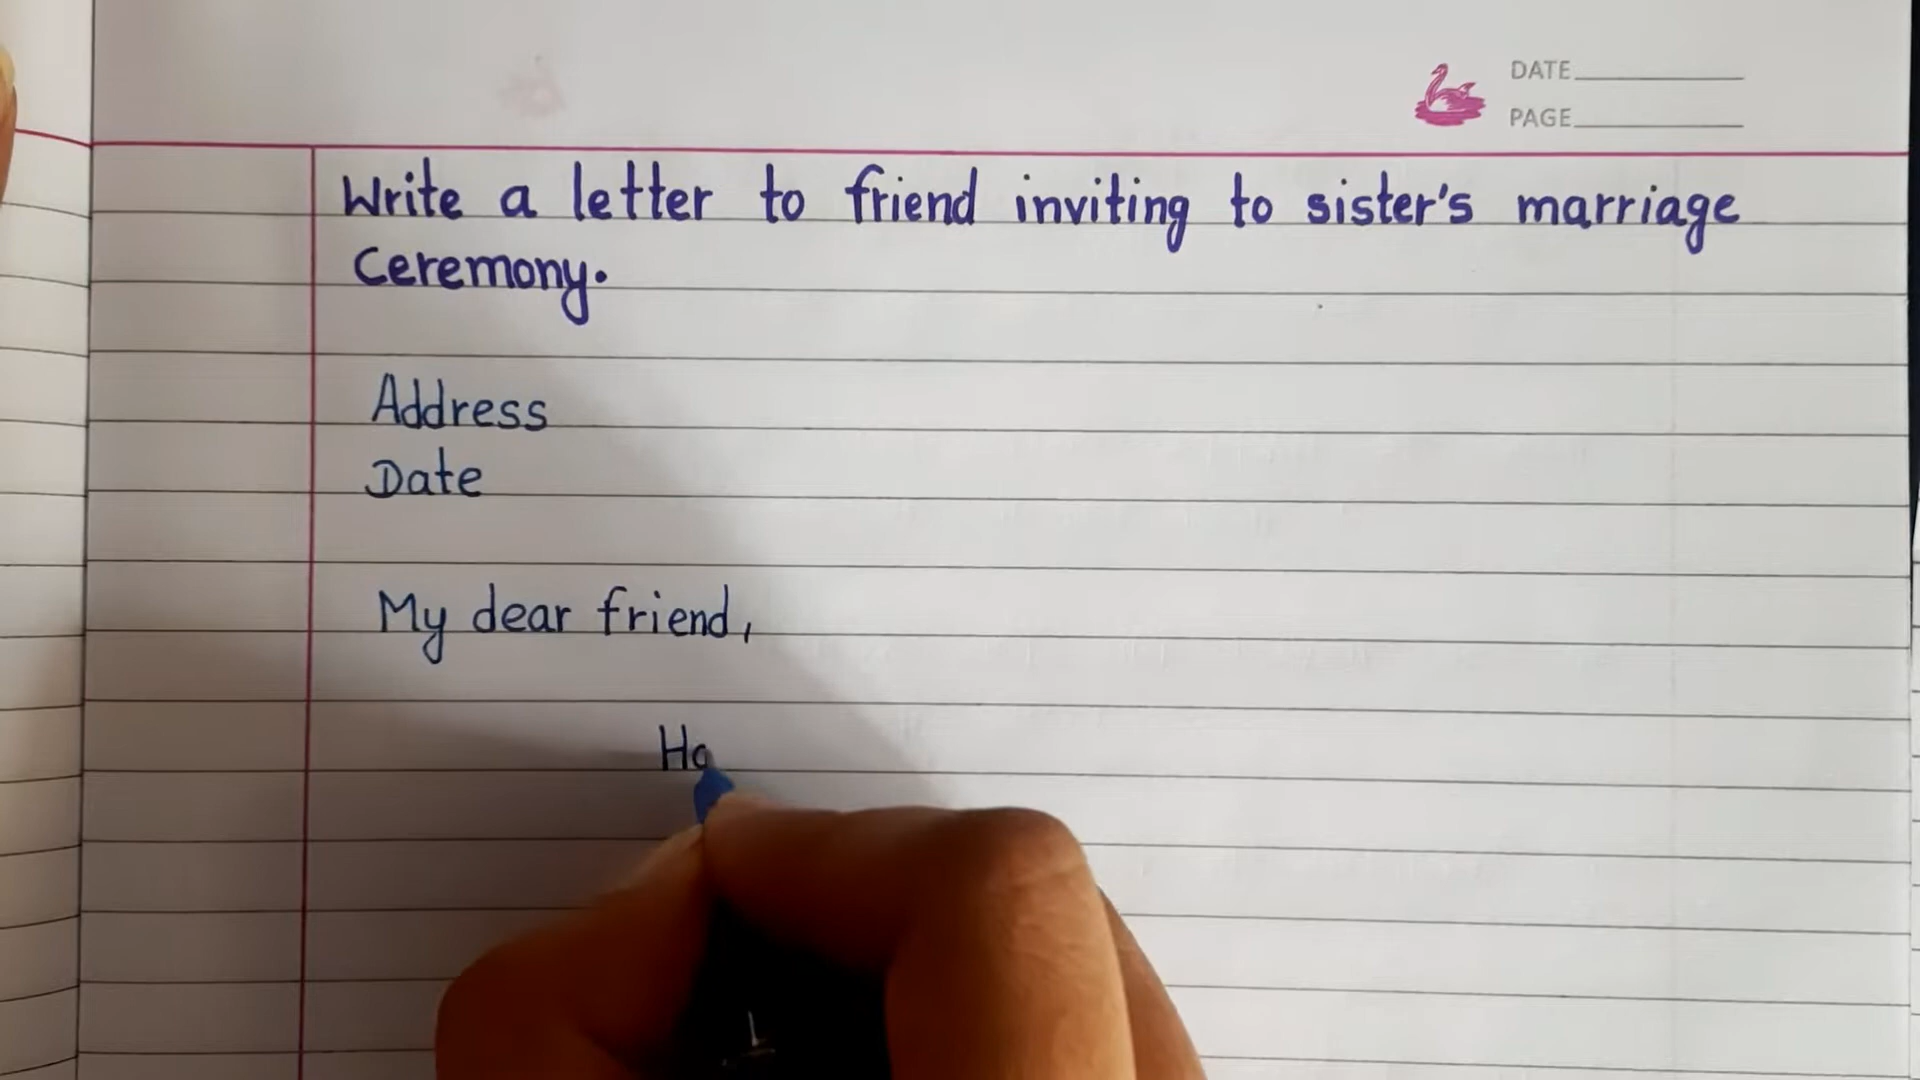 DATE
PAGE
Write a letter to friend inviting to sister's marriage
ceremony.
Address
Date
My dear friend,
Ho